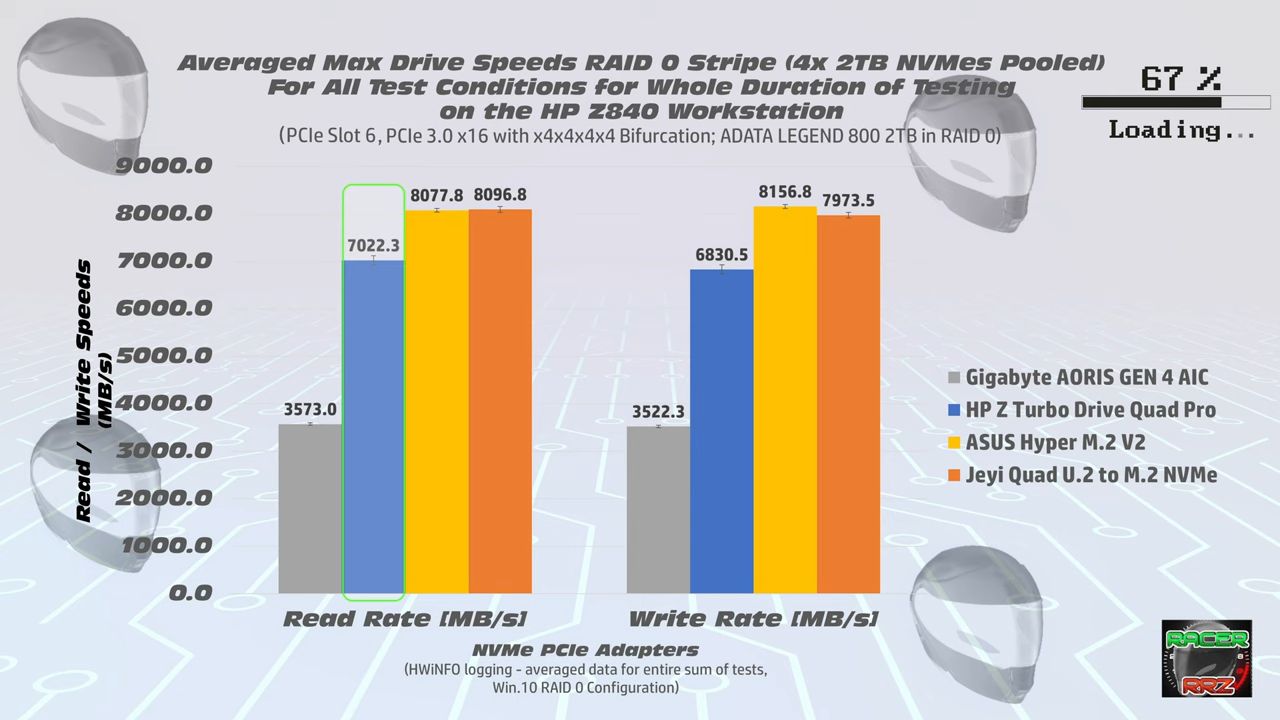 Averaged Max Drive Speeds RAID 0 Stripe (4x 2TB NVMes Pooled)
For All Test Conditions for Whole Duration of Testing
on the HP Z840 Workstation
(PCIe Slot 6, PCIe 3.0 x16 with x4x4x4x4 Bifurcation; ADATA LEGEND 800 2TB in RAID 0)
67 %
Loading...
Read / Write Speeds
(MB/s)
9000.0
8000.0
7000.0
6000.0
5000.0
4000.0
3000.0
2000.0
1000.0
0.0
3573.0
7022.3
8077.8
8096.8
3522.3
6830.5
8156.8
7973.5
Read Rate [MB/s]
Write Rate [MB/s]
Gigabyte AORIS GEN 4 AIC
HP Z Turbo Drive Quad Pro
ASUS Hyper M.2 V2
Jeyi Quad U.2 to M.2 NVMe
NVMe PCIe Adapters
(HWiNFO logging - averaged data for entire sum of tests,
Win.10 RAID 0 Configuration)
RACER
RRZ